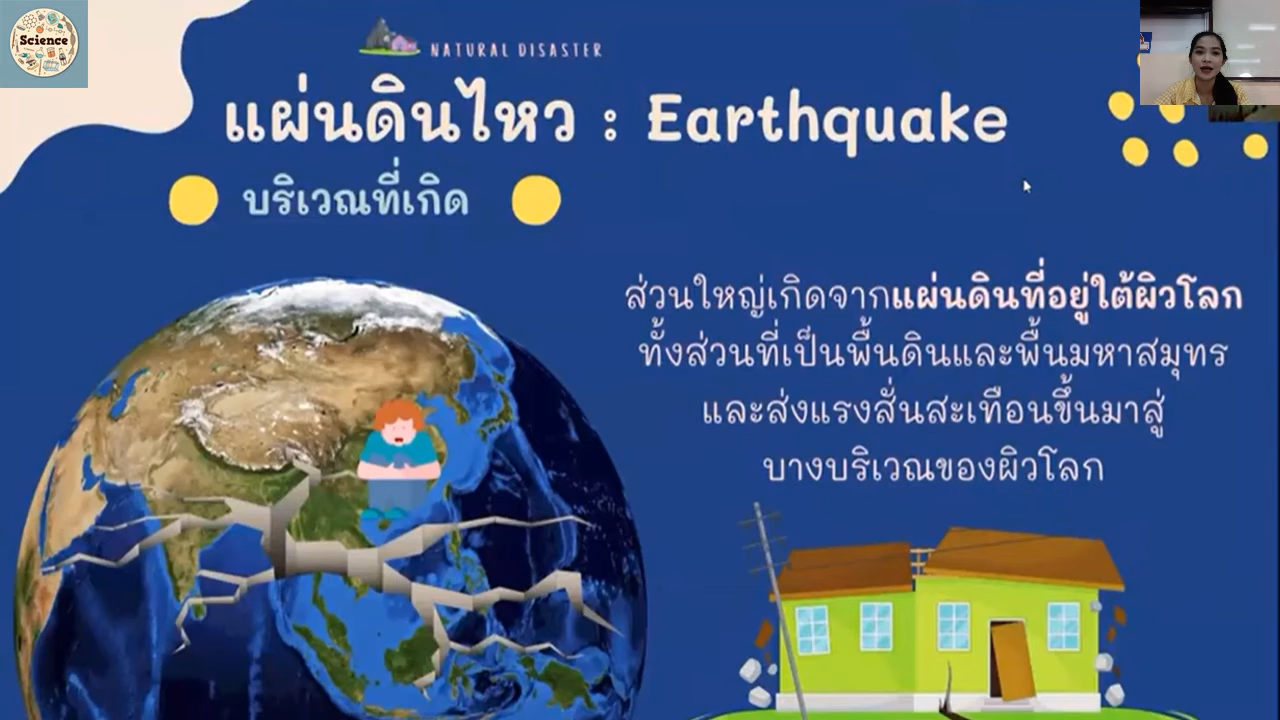 Science
NATURAL DISASTER
แผ่นดินไหว : Earthquake
บริเวณที่เกิด
ส่วนใหญ่เกิดจากแผ่นดินที่อยู่ใต้ผิวโลก
ทั้งส่วนที่เป็นพื้นดินและพื้นมหาสมุทร
และส่งแรงสั่นสะเทือนขึ้นมาสู่
บางบริเวณของผิวโลก